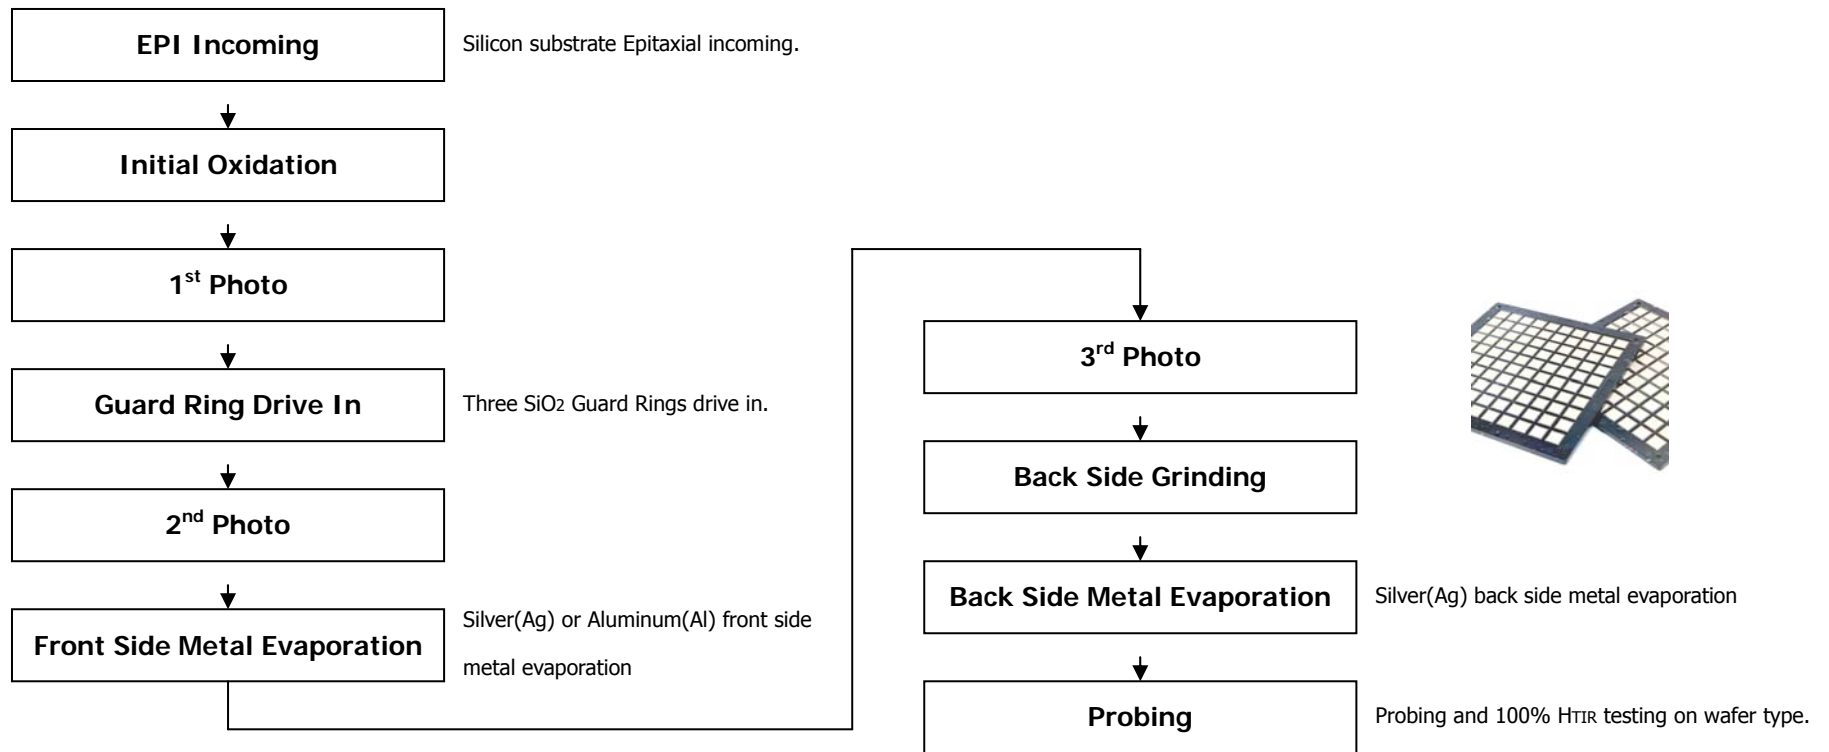 EPI Incoming
Silicon substrate Epitaxial incoming.
Initial Oxidation
1st Photo
Guard Ring Drive In
Three SiO2 Guard Rings drive in.
2nd Photo
Front Side Metal Evaporation
Silver(Ag) or Aluminum(Al) front side
metal evaporation
3rd Photo
Back Side Grinding
Back Side Metal Evaporation
Silver(Ag) back side metal evaporation
Probing
Probing and 100% HTIR testing on wafer type.